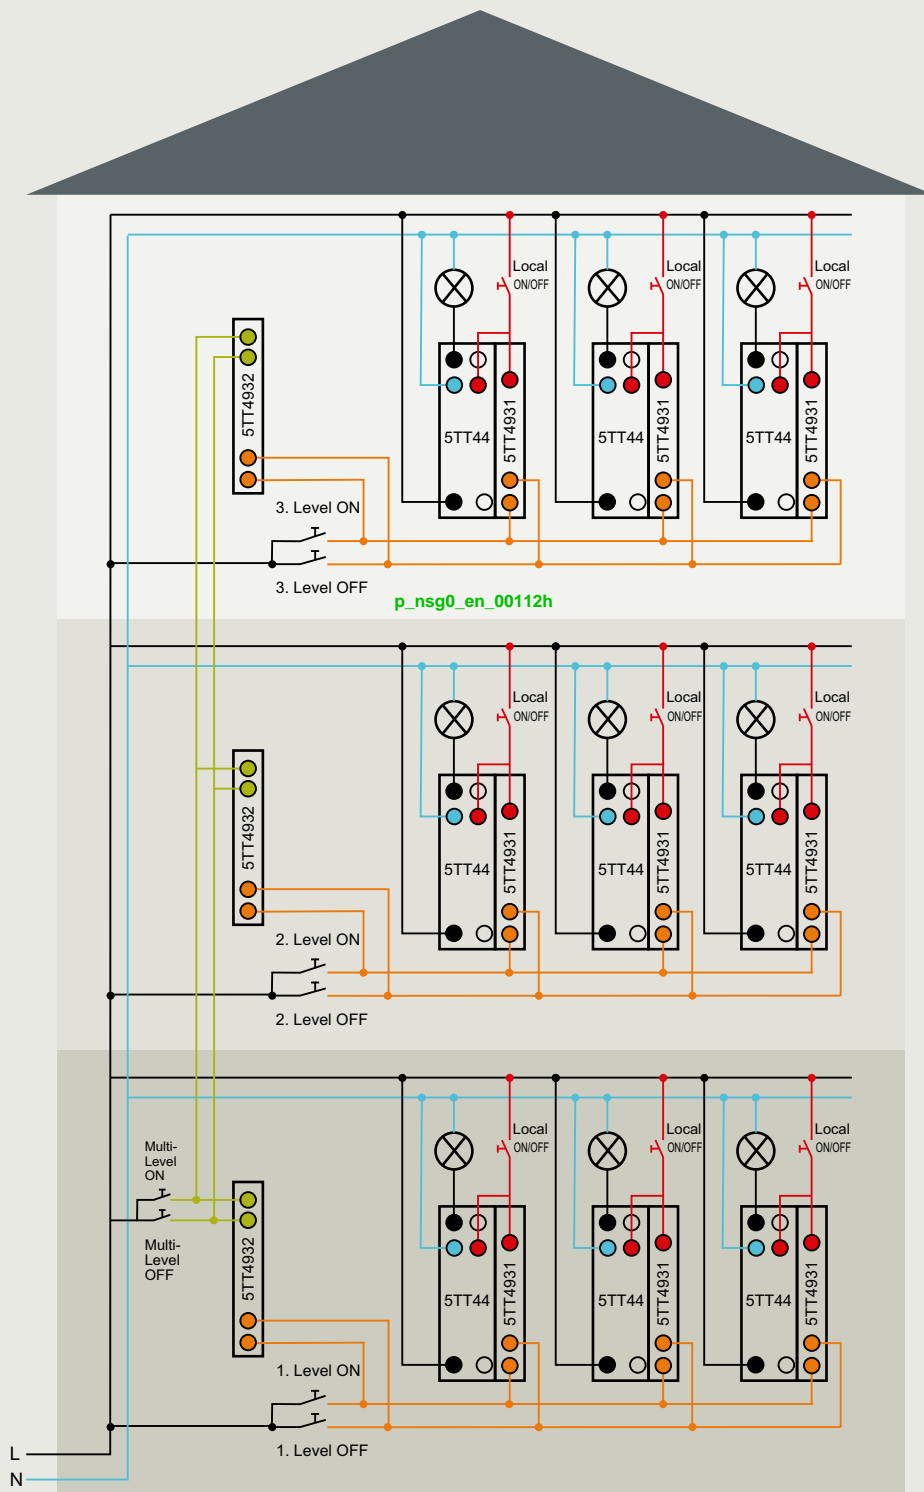 Local
ON/OFF
Local
ON/OFF
Local
ON/OFF
5TT4932
5TT44
5TT4931
5TT44
5TT4931
5TT44
5TT4931
3. Level ON
3. Level OFF
p_nsg0_en_00112h
Local
ON/OFF
Local
ON/OFF
Local
ON/OFF
5TT4932
5TT44
5TT4931
5TT44
5TT4931
5TT44
5TT4931
2. Level ON
2. Level OFF
Local
ON/OFF
Local
ON/OFF
Local
ON/OFF
Multi-
Level
ON
Multi-
Level
OFF
5TT4932
5TT44
5TT4931
5TT44
5TT4931
5TT44
5TT4931
1. Level ON
1. Level OFF
L
N